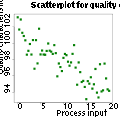 Scatterplot for quality
94 96 98 100 102
0 5 10 15 20
Process input